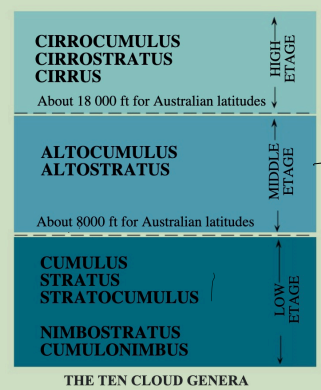 CIRROCUMULUS
CIRROSTRATUS
CIRRUS
HIGH
ETAGE
About 18 000 ft for Australian latitudes
ALTOCUMULUS
ALTOSTRATUS
MIDDLE
ETAGE
About 8000 ft for Australian latitudes
CUMULUS
STRATUS
STRATOCUMULUS
LOW
ETAGE
NIMBOSTRATUS
CUMULONIMBUS
THE TEN CLOUD GENERA